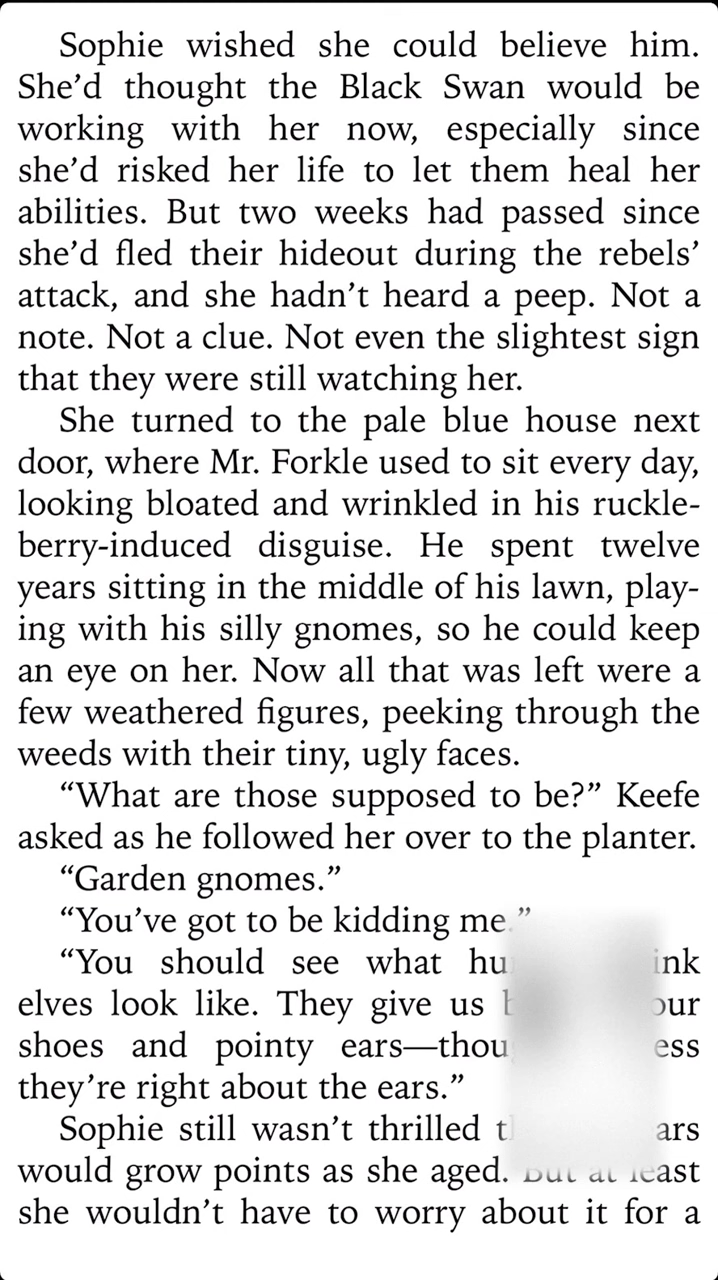 Sophie wished she could believe him.
She’d thought the Black Swan would be
working with her now, especially since
she’d risked her life to let them heal her
abilities. But two weeks had passed since
she’d fled their hideout during the rebels’
attack, and she hadn’t heard a peep. Not a
note. Not a clue. Not even the slightest sign
that they were still watching her.
She turned to the pale blue house next
door, where Mr. Forkle used to sit every day,
looking bloated and wrinkled in his ruckle-
berry-induced disguise. He spent twelve
years sitting in the middle of his lawn, play-
ing with his silly gnomes, so he could keep
an eye on her. Now all that was left were a
few weathered figures, peeking through the
weeds with their tiny, ugly faces.
“What are those supposed to be?” Keefe
asked as he followed her over to the planter.
“Garden gnomes.”
“You’ve got to be kidding me.”
“You should see what
elves look like. They give us
shoes and pointy ears—
they’re right about the ears.”
Sophie still wasn’t thrilled
would grow points as she aged. But at least
she wouldn’t have to worry about it for a